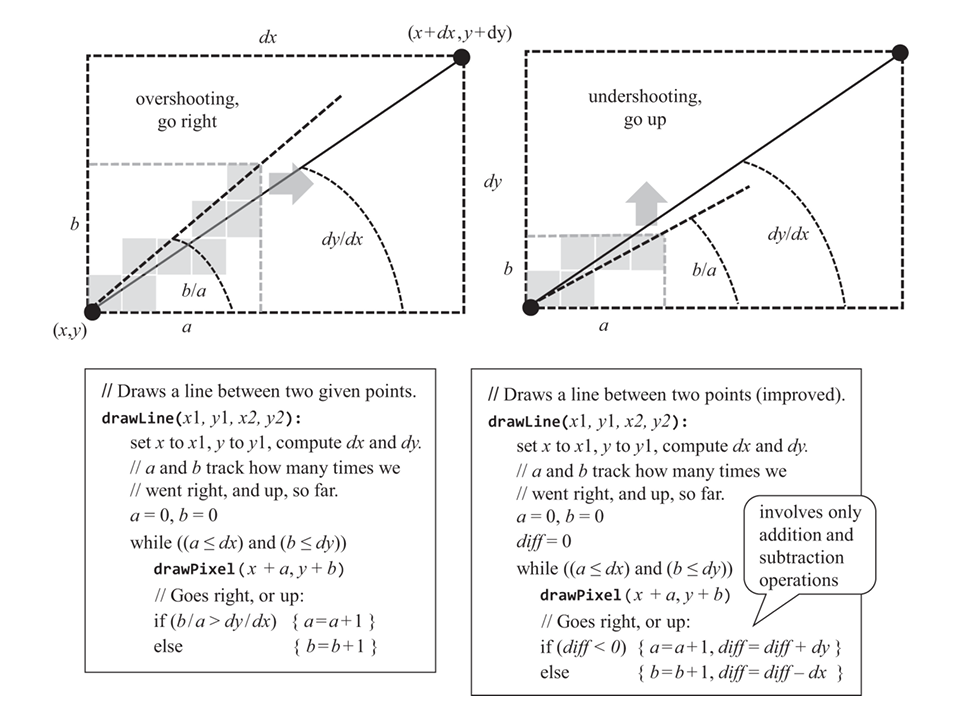 dx
(x+dx,y+dy)
overshooting,
go right
b
dy/dx
b/a
(x,y)
a
undershooting,
go up
dy
dy/dx
b
b/a
a
// Draws a line between two given points.
drawLine(x1, y1, x2, y2):
set x to x1, y to y1, compute dx and dy.
// a and b track how many times we
// went right, and up, so far.
a = 0, b = 0
while ((a ≤ dx) and (b ≤ dy))
drawPixel(x + a, y + b)
// Goes right, or up:
if (b/a > dy/dx) { a=a+1 }
else { b=b+1 }
// Draws a line between two points (improved).
drawLine(x1, y1, x2, y2):
set x to x1, y to y1, compute dx and dy.
// a and b track how many times we
// went right, and up, so far.
a = 0, b = 0
diff = 0
while ((a ≤ dx) and (b ≤ dy))
drawPixel(x + a, y + b)
// Goes right, or up:
if (diff < 0) { a=a+1, diff = diff + dy }
else { b=b+1, diff = diff – dx }
involves only
addition and
subtraction
operations